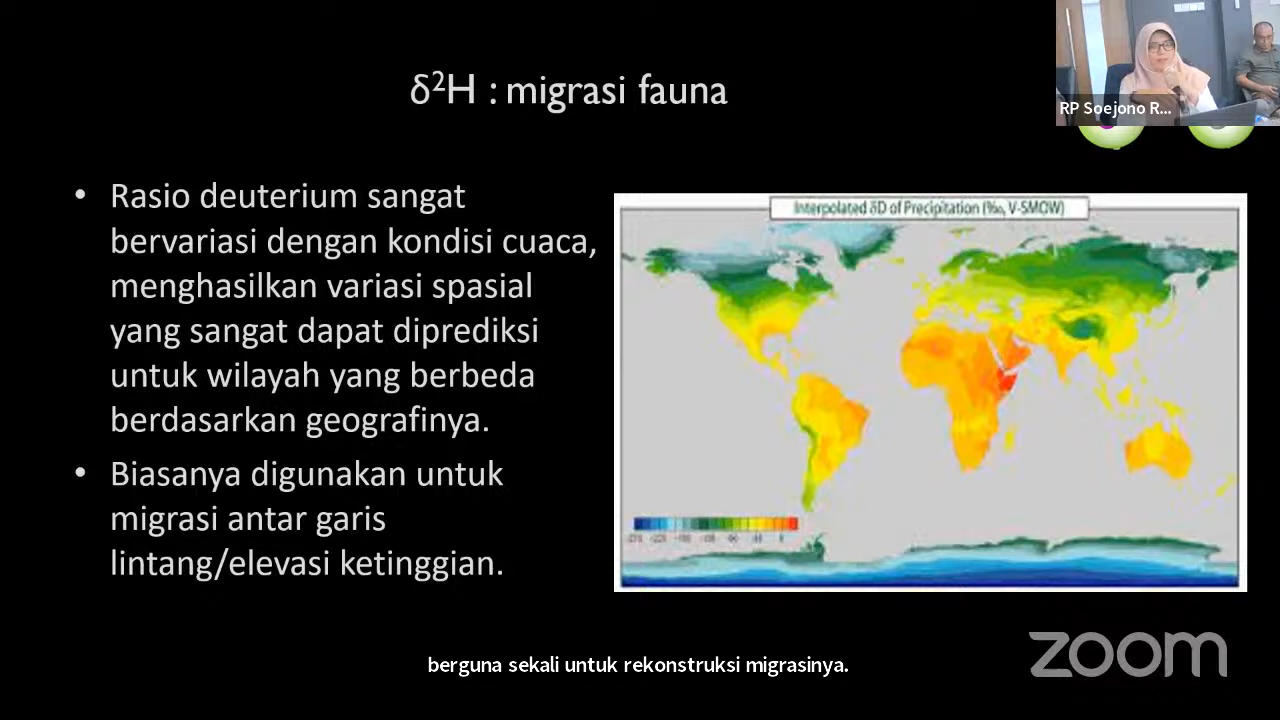 δ²H : migrasi fauna
RP Soejono R...
• Rasio deuterium sangat
bervariasi dengan kondisi cuaca,
menghasilkan variasi spasial
yang sangat dapat diprediksi
untuk wilayah yang berbeda
berdasarkan geografinya.
• Biasanya digunakan untuk
migrasi antar garis
lintang/elevasi ketinggian.
Interpolated δD of Precipitation (‰, V-SMOW)
berguna sekali untuk rekonstruksi migrasinya.
zoom